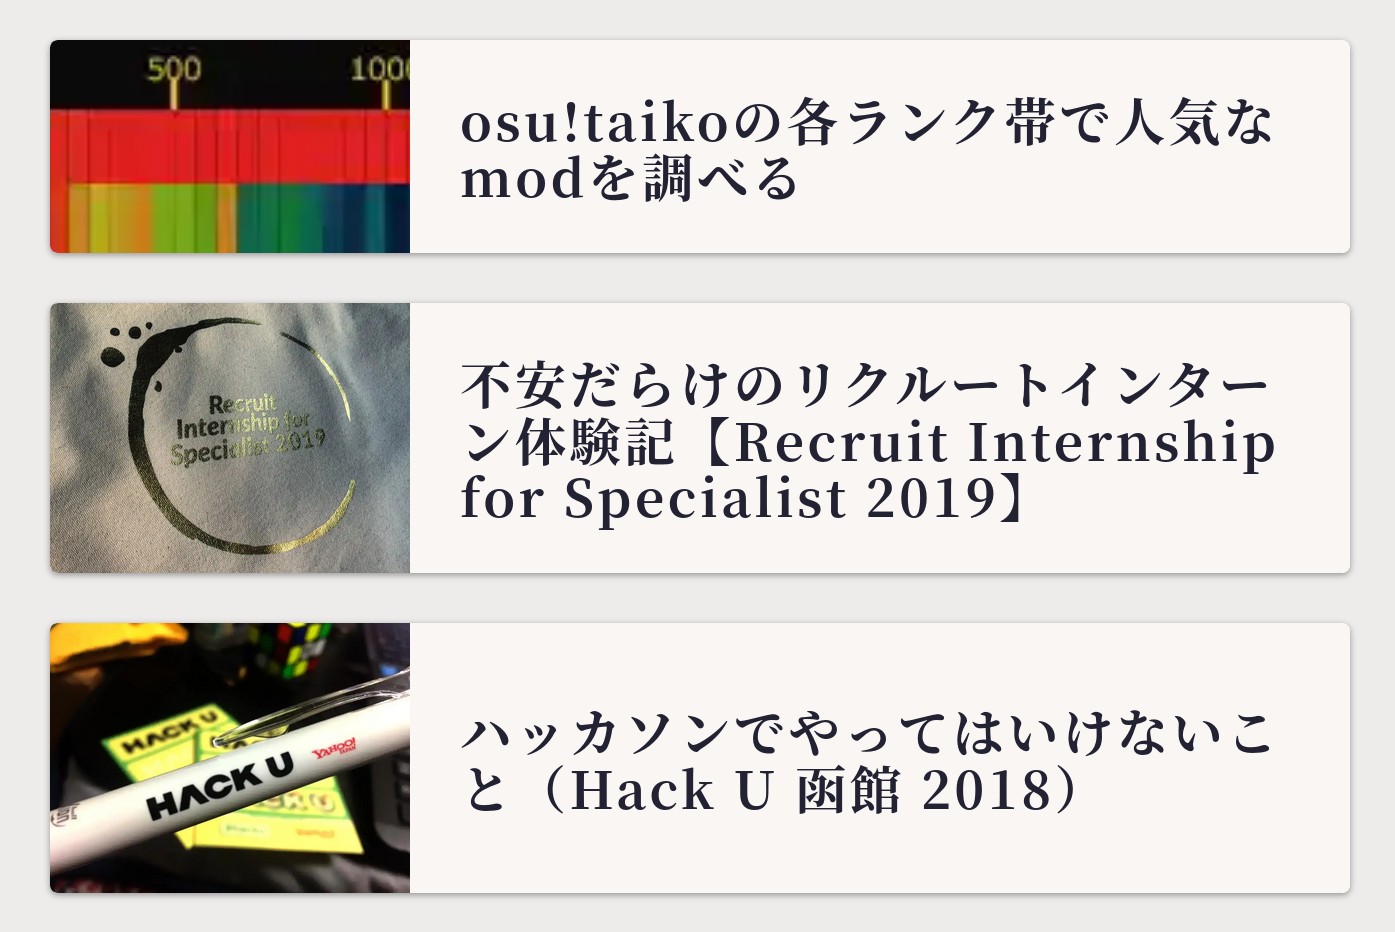 500 1000
osu!taikoの各ランク帯で人気な
modを調べる
Recruit
Internship for
Specialist 2019
不安だらけのリクルートインター
ン体験記【Recruit Internship
for Specialist 2019】
HACK U
HACK U
YAHOO!
JAPAN
ハッカソンでやってはいけないこ
と（Hack U 函館 2018）